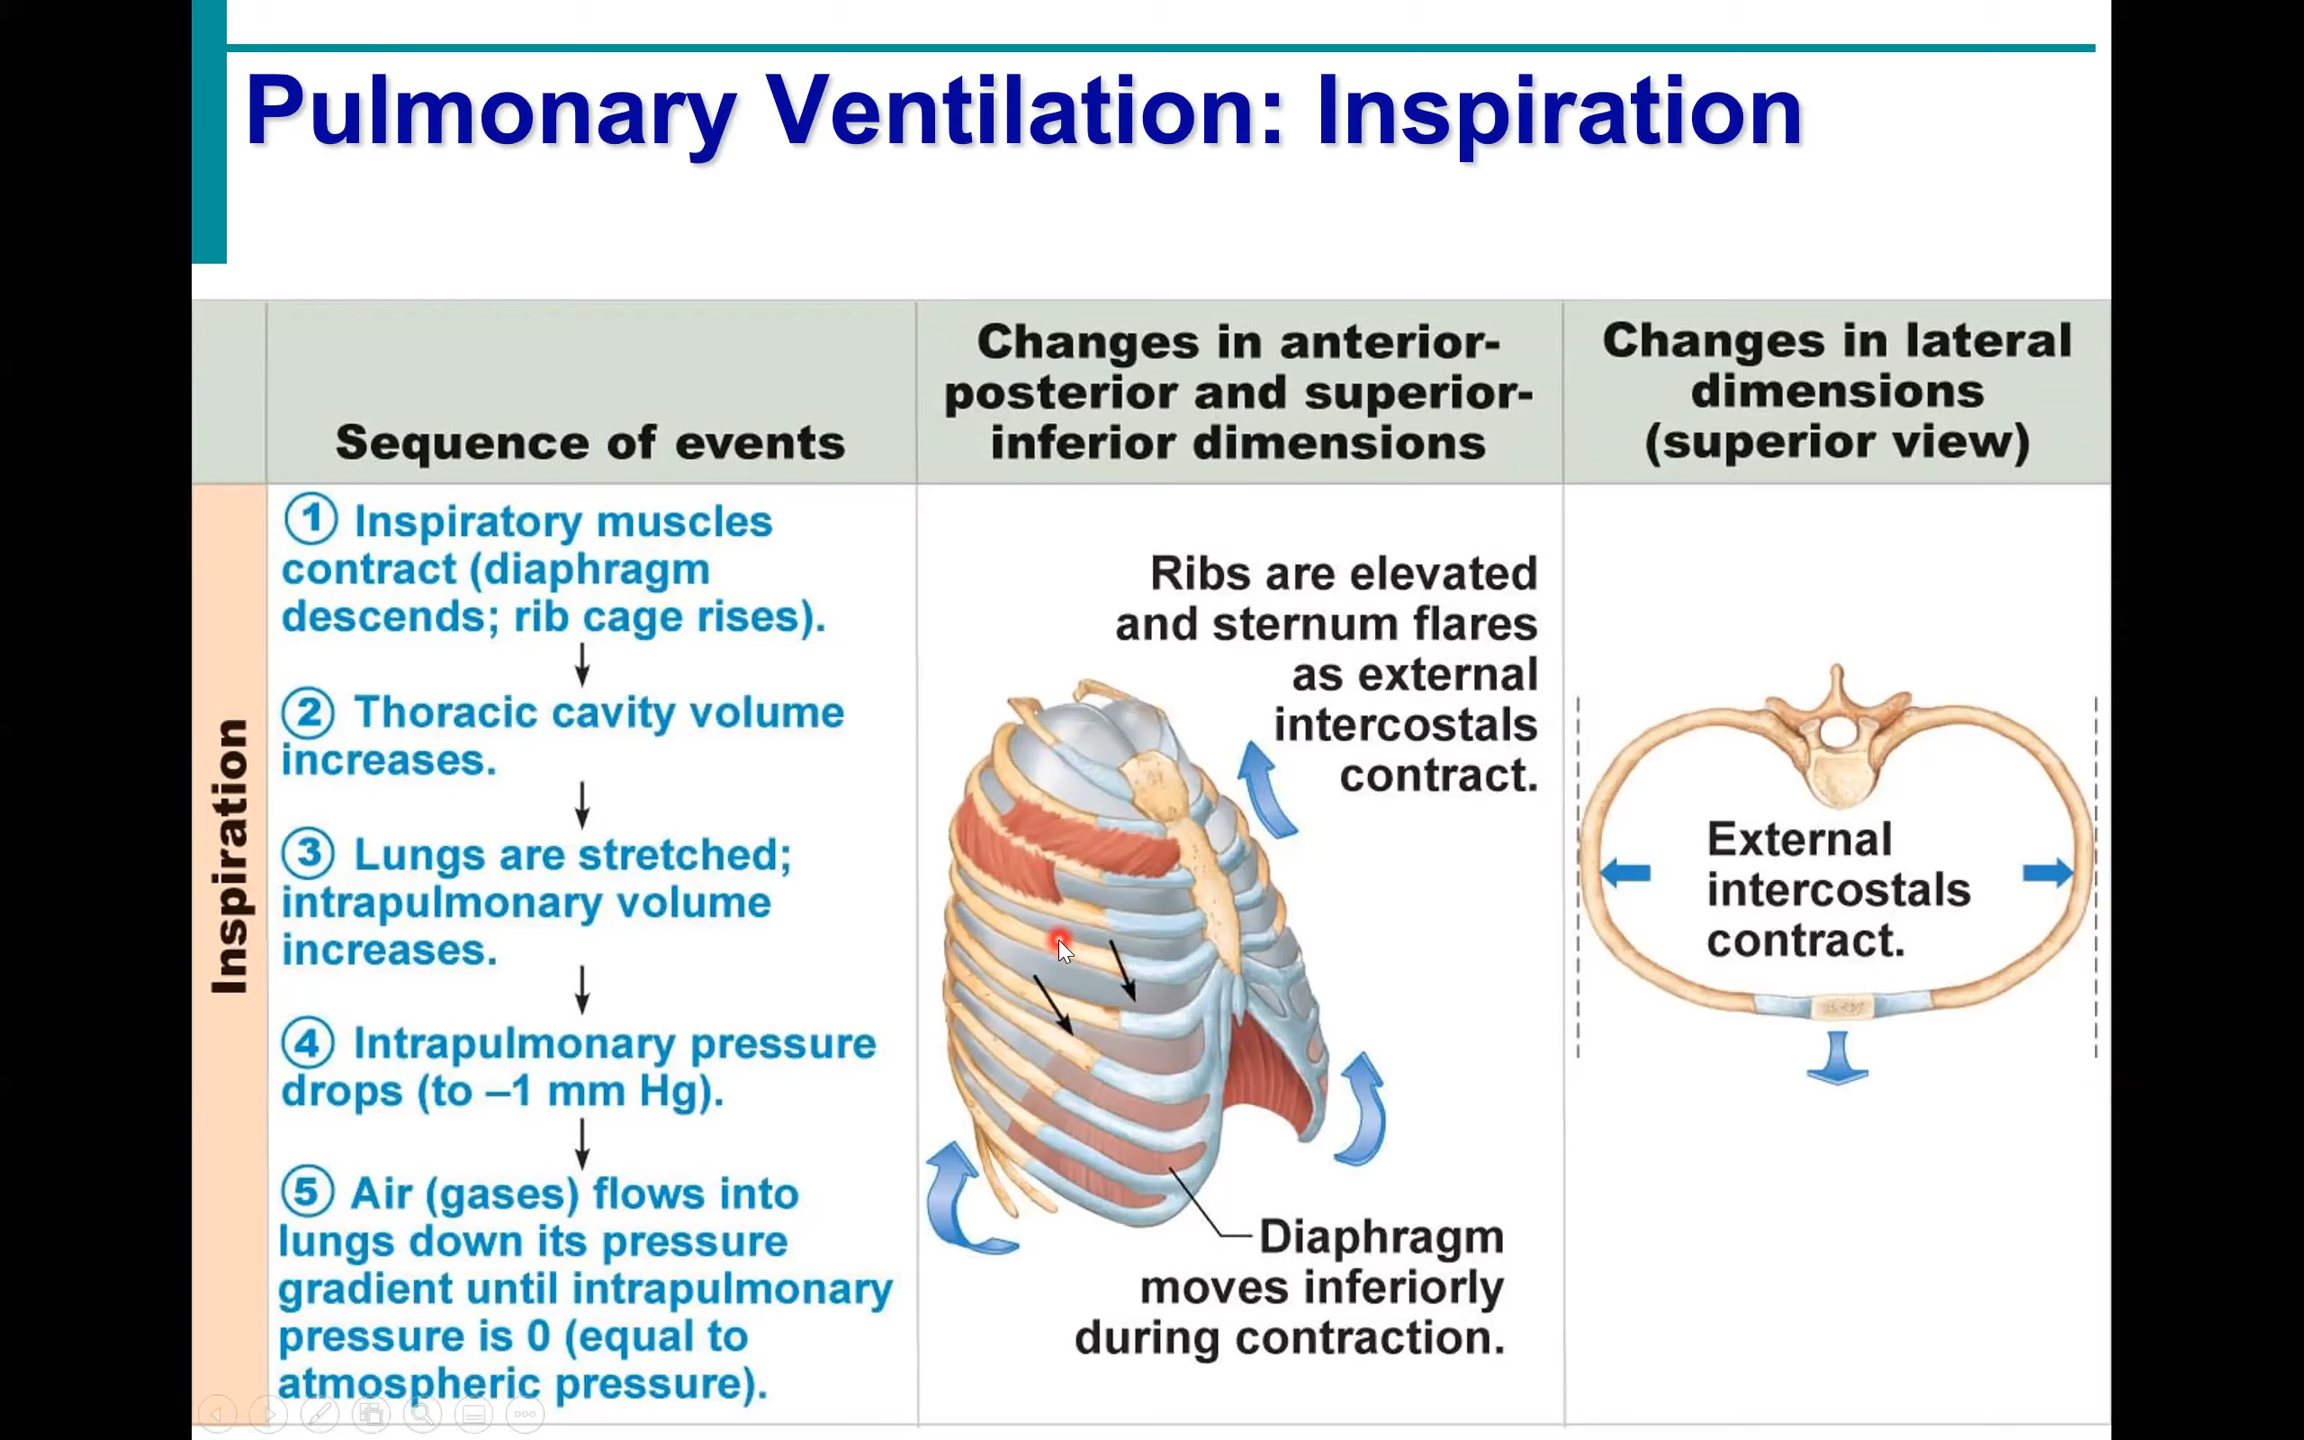 Pulmonary Ventilation: Inspiration
Sequence of events
Changes in anterior-
posterior and superior-
inferior dimensions
Changes in lateral
dimensions
(superior view)
Inspiration
1 Inspiratory muscles
contract (diaphragm
descends; rib cage rises).
2 Thoracic cavity volume
increases.
3 Lungs are stretched;
intrapulmonary volume
increases.
4 Intrapulmonary pressure
drops (to –1 mm Hg).
5 Air (gases) flows into
lungs down its pressure
gradient until intrapulmonary
pressure is 0 (equal to
atmospheric pressure).
Ribs are elevated
and sternum flares
as external
intercostals
contract.
Diaphragm
moves inferiorly
during contraction.
External
intercostals
contract.